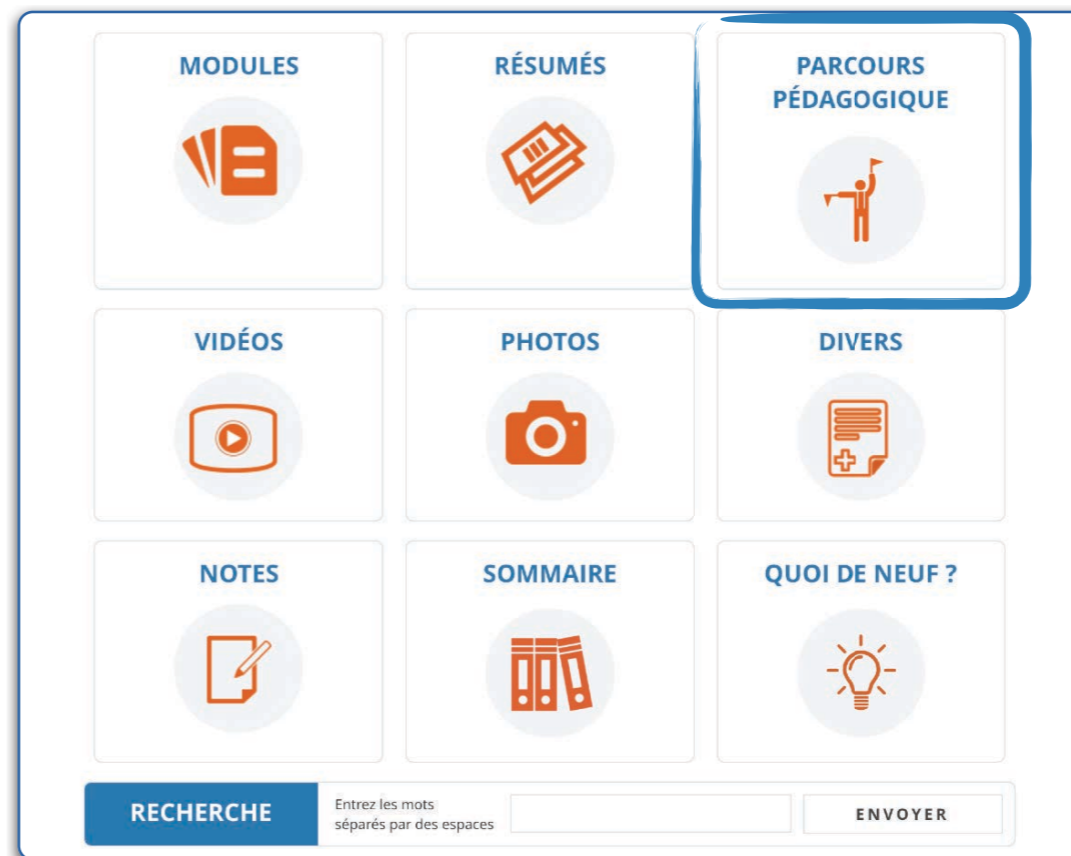 MODULES
RÉSUMÉS
PARCOURS
PÉDAGOGIQUE
VIDÉOS
PHOTOS
DIVERS
NOTES
SOMMAIRE
QUOI DE NEUF ?
RECHERCHE
Entrez les mots
séparés par des espaces
ENVOYER